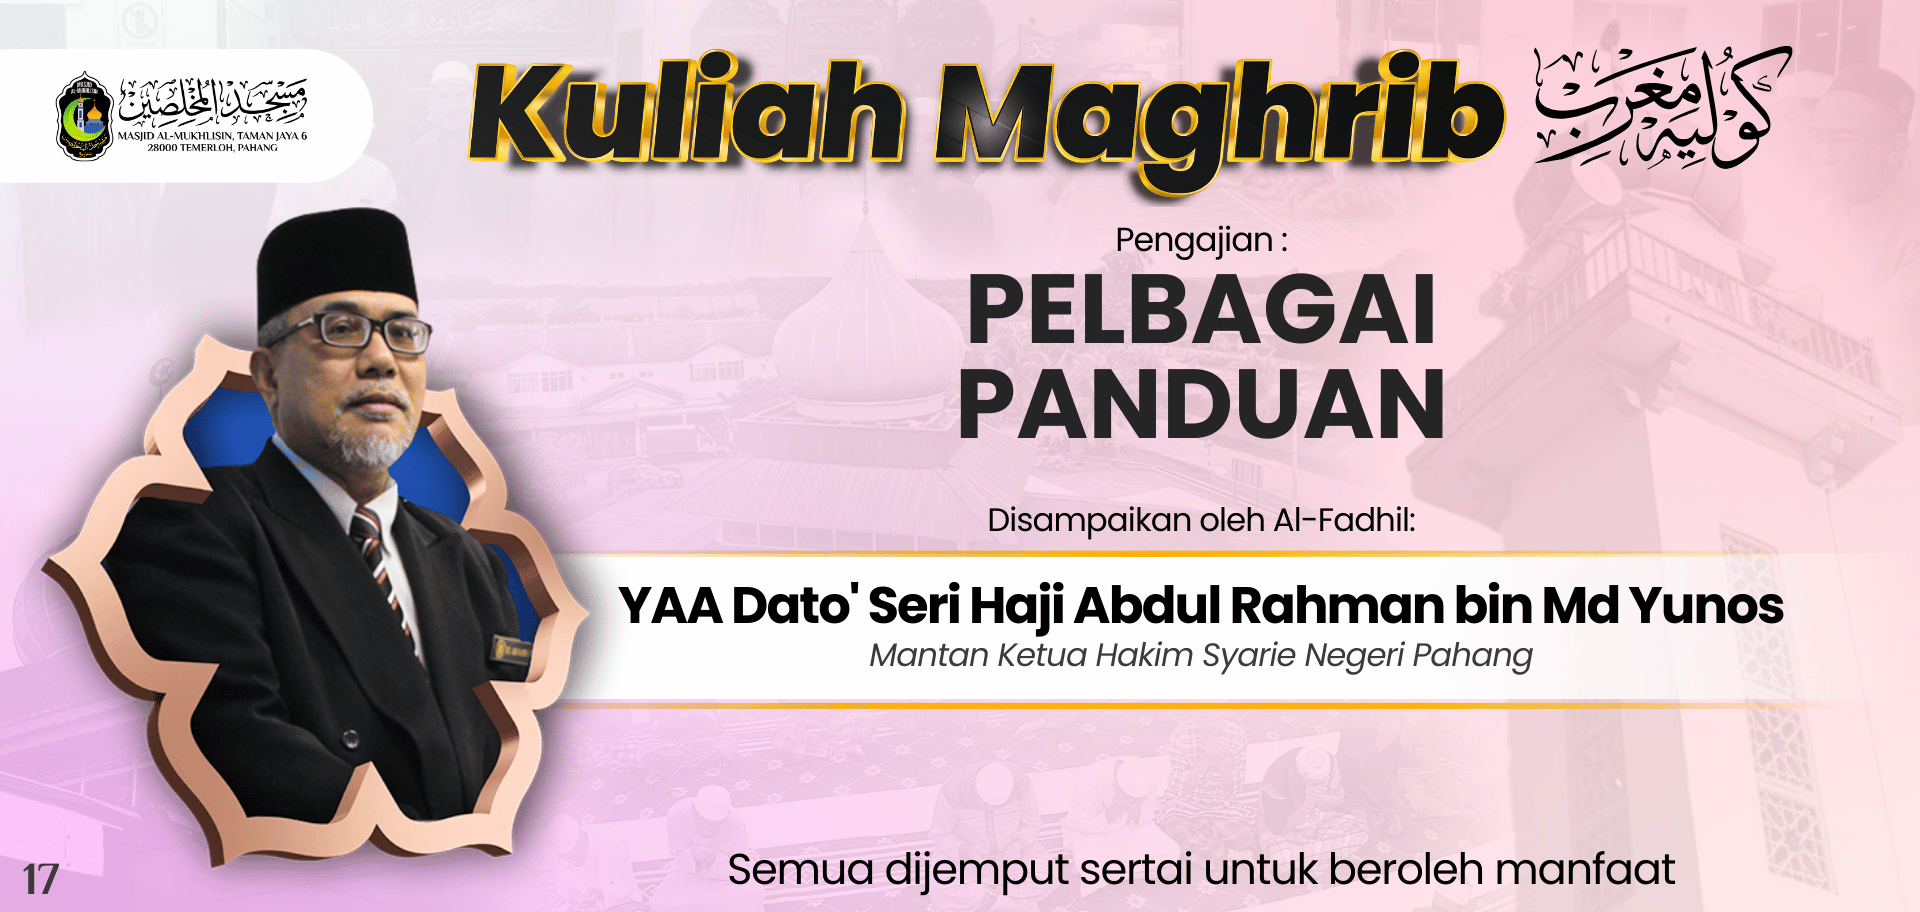 مسجد المخلصين
MASJID AL-MUKHLISIN, TAMAN JAYA 6
28000 TEMERLOH, PAHANG
Kuliah Maghrib
كوليه مغرب
Pengajian :
PELBAGAI
PANDUAN
Disampaikan oleh Al-Fadhil:
YAA Dato' Seri Haji Abdul Rahman bin Md Yunos
Mantan Ketua Hakim Syarie Negeri Pahang
Semua dijemput sertai untuk beroleh manfaat
17